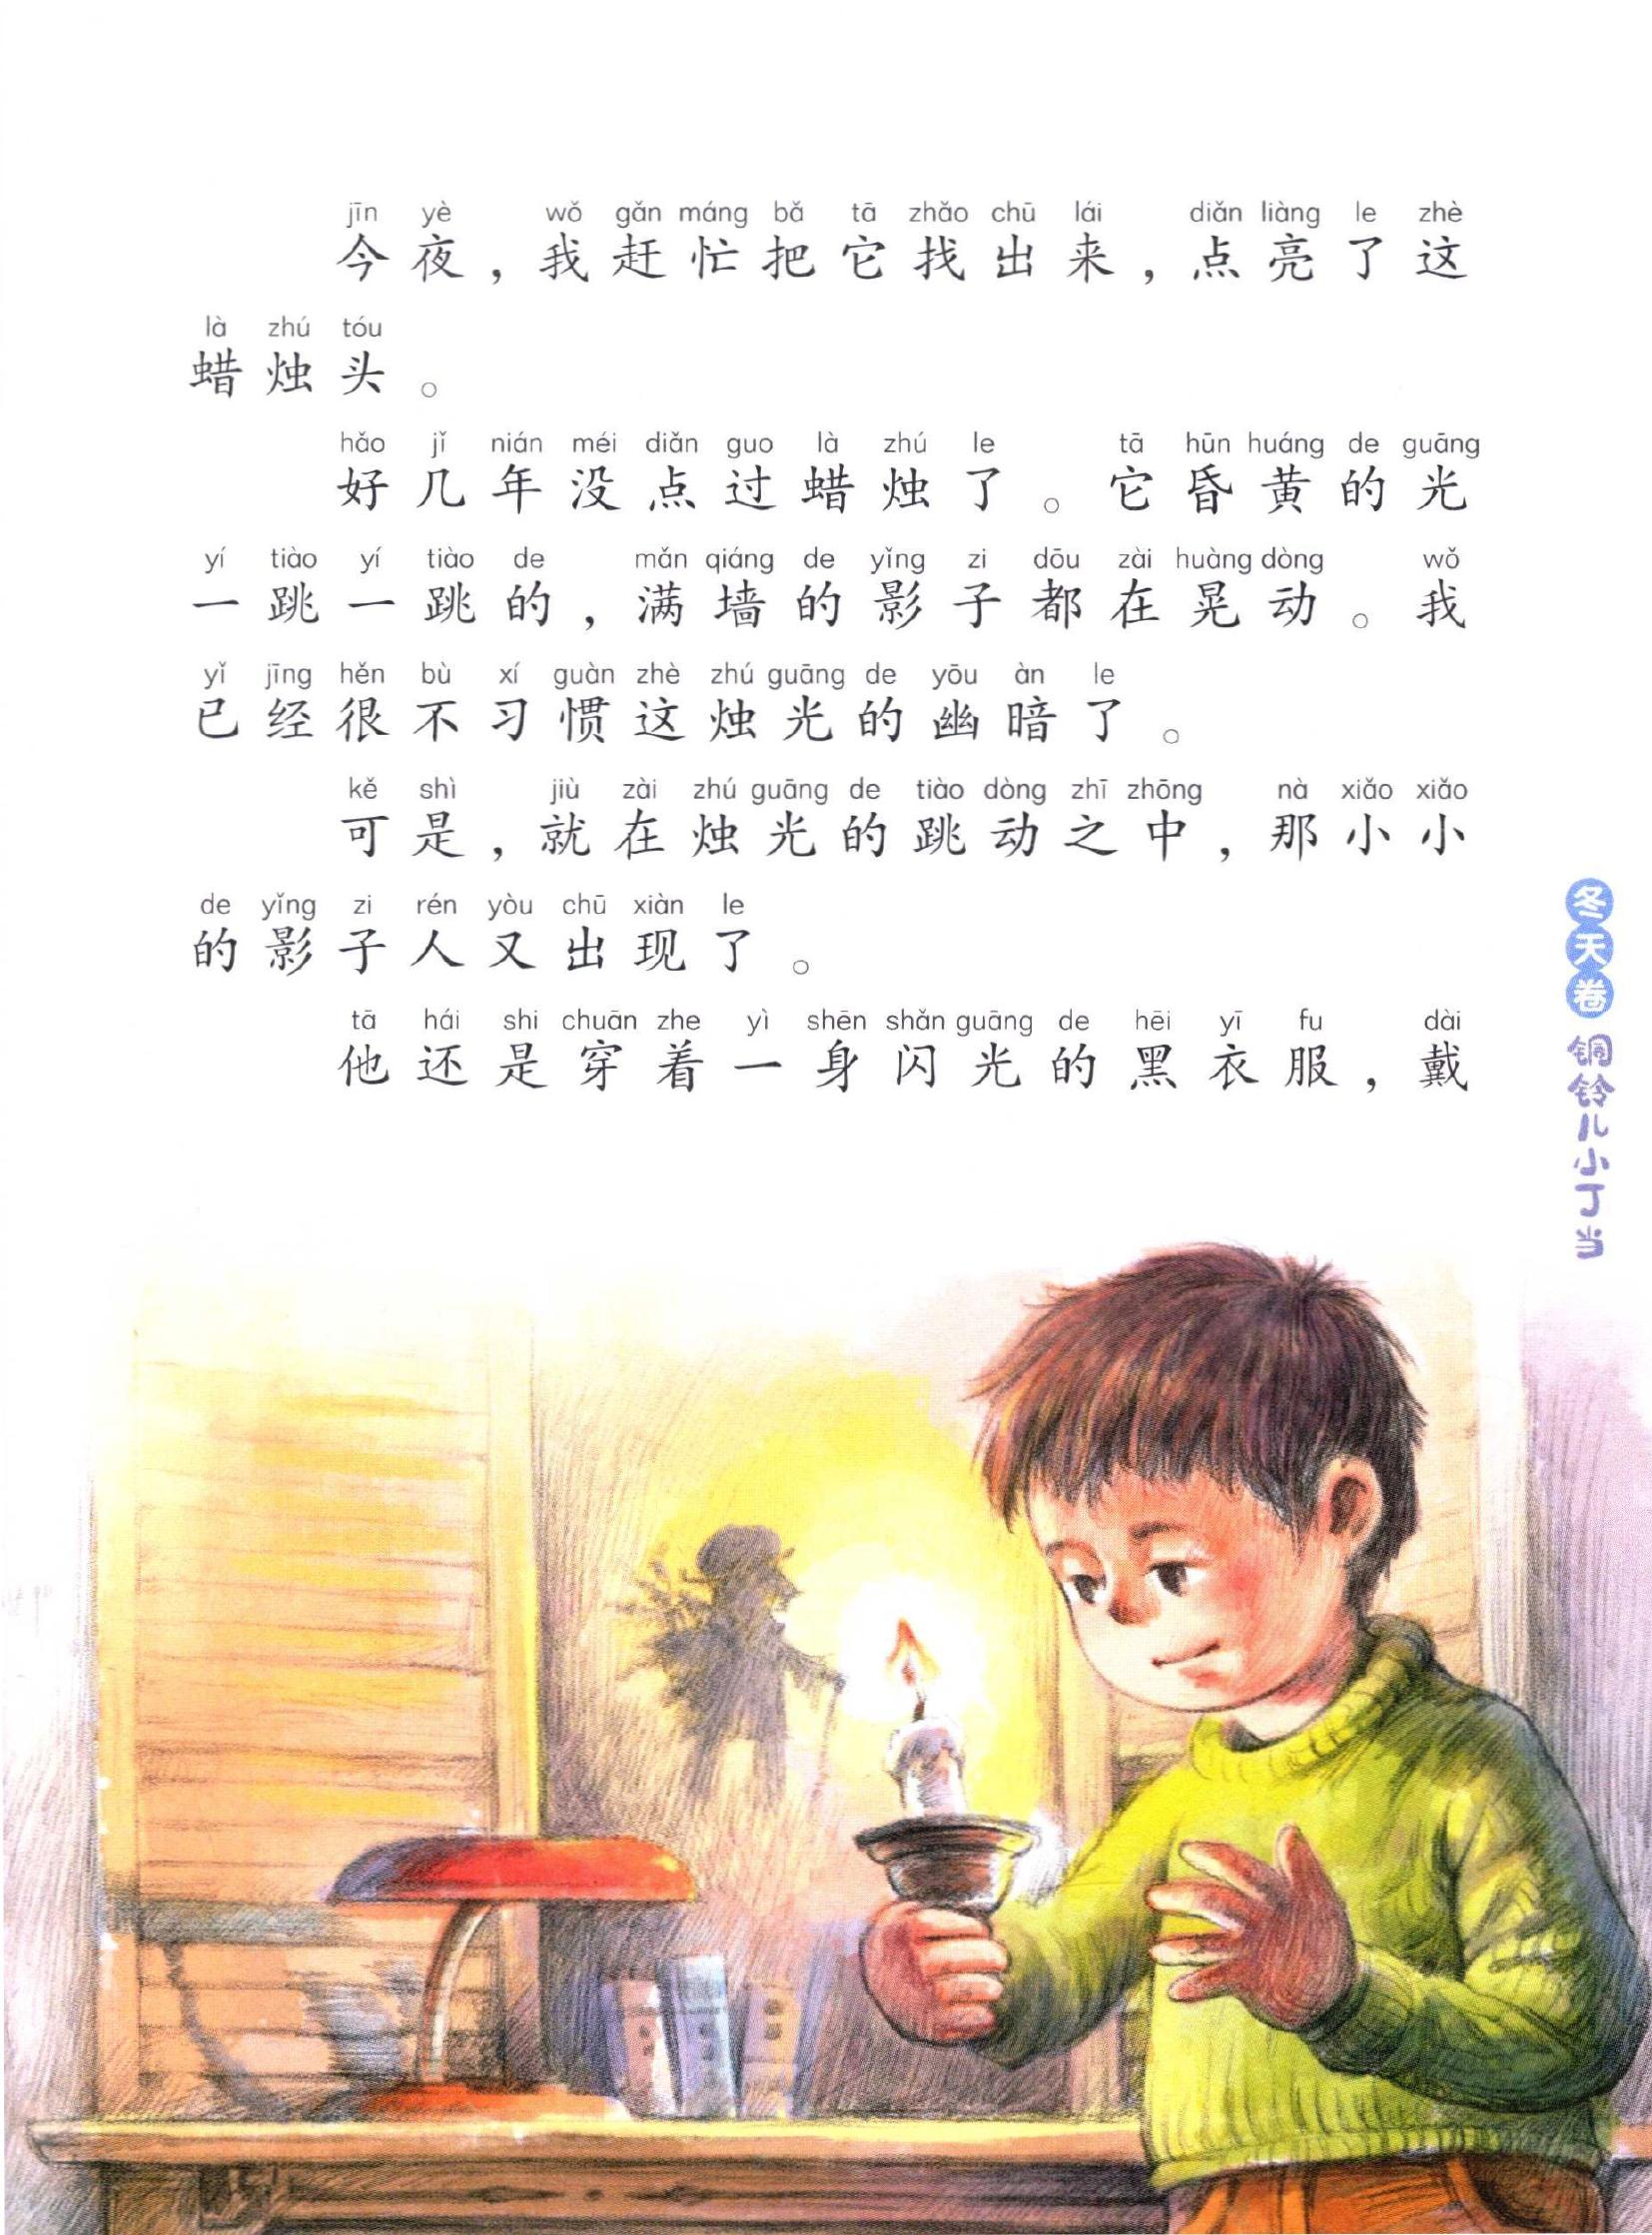 jīn yè wǒ gǎn máng bǎ tā zhǎo chū lái diǎn liàng le zhè
今夜，我赶忙把它找出来，点亮了这
là zhú tóu
蜡烛头。
hǎo jǐ nián méi diǎn guo là zhú le tā hūn huáng de guāng
好几年没点过蜡烛了。它昏黄的光
yí tiào yí tiào de mǎn qiáng de yǐng zi dōu zài huàng dòng wǒ
一跳一跳的，满墙的影子都在晃动。我
yǐ jīng hěn bù xí guàn zhè zhú guāng de yōu àn le
已经很不习惯这烛光的幽暗了。
kě shì jiù zài zhú guāng de tiào dòng zhī zhōng nà xiǎo xiǎo
可是，就在烛光的跳动之中，那小小
de yǐng zi rén yòu chū xiàn le
的影子人又出现了。
tā hái shi chuān zhe yì shēn shǎn guāng de hēi yī fu dài
他还是穿着一身闪光的黑衣服，戴
冬天卷
铜铃儿小丁当